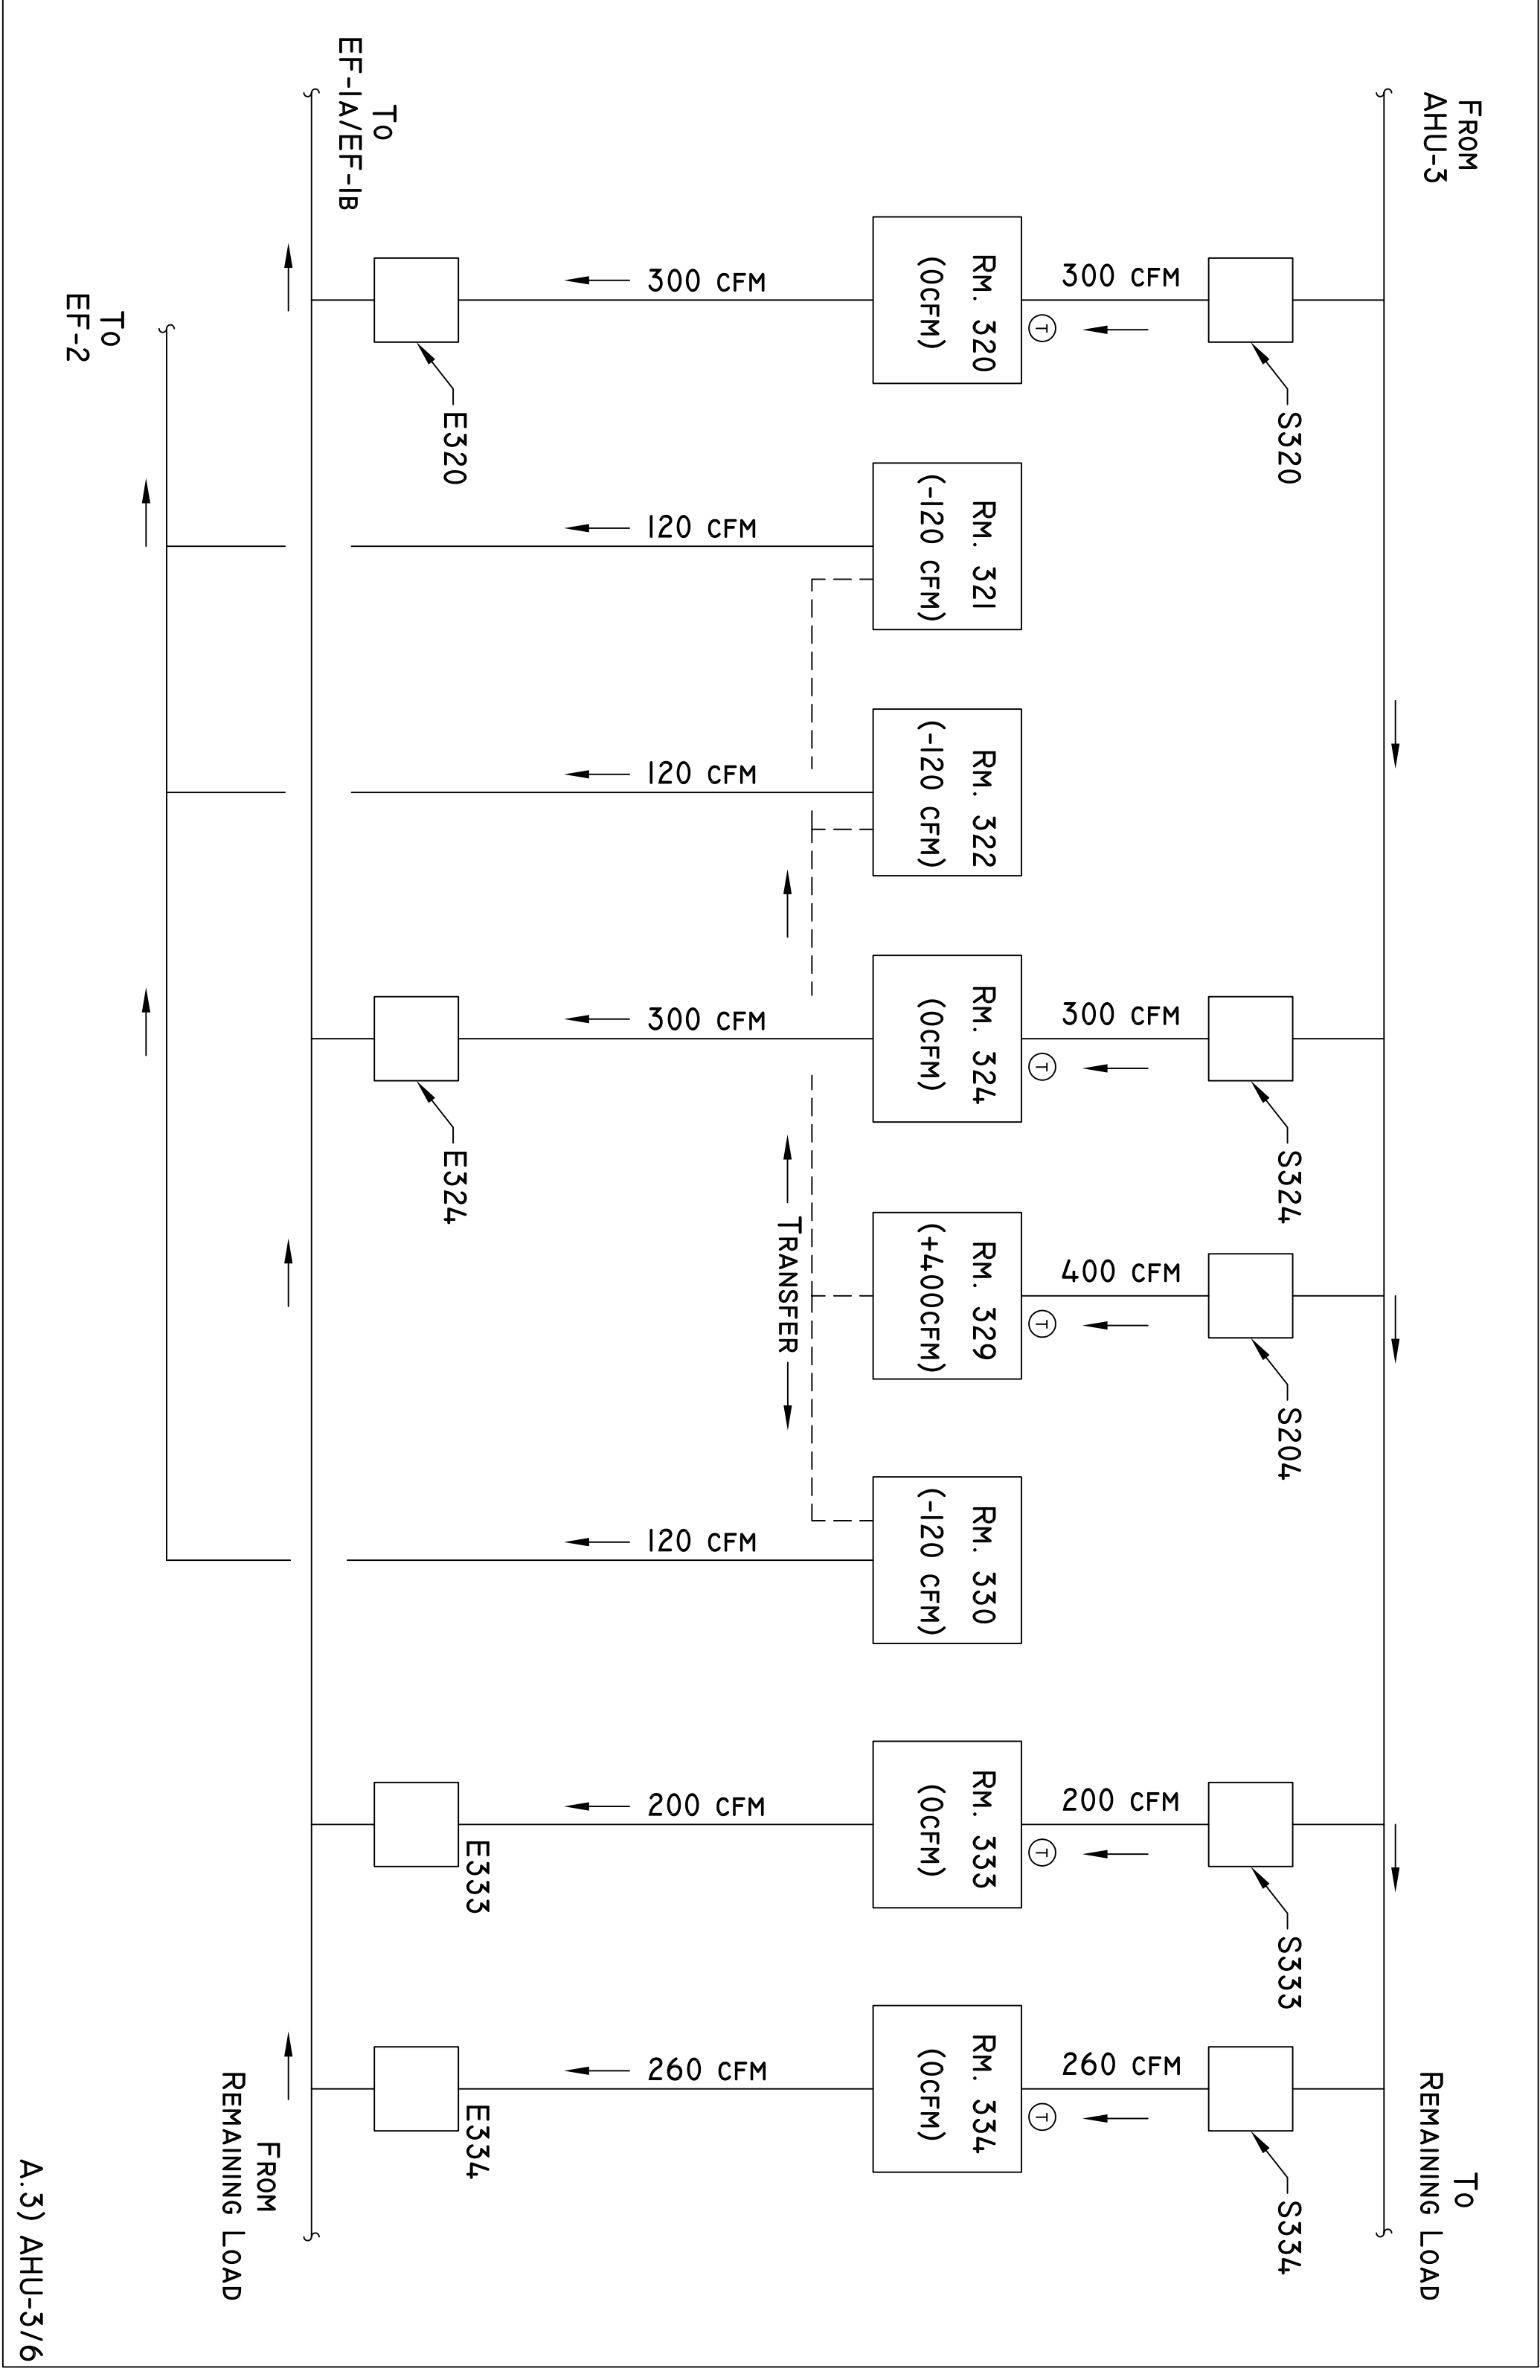 FROM
AHU-3
TO
REMAINING LOAD
S320
S324
S204
S333
S334
300 CFM
300 CFM
400 CFM
200 CFM
260 CFM
T
T
T
T
T
RM. 320
(0CFM)
RM. 321
(-120 CFM)
RM. 322
(-120 CFM)
RM. 324
(0CFM)
RM. 329
(+400CFM)
RM. 330
(-120 CFM)
RM. 333
(0CFM)
RM. 334
(0CFM)
TRANSFER
300 CFM
120 CFM
120 CFM
300 CFM
120 CFM
200 CFM
260 CFM
E320
E324
E333
E334
TO
EF-1A/EF-1B
FROM
REMAINING LOAD
TO
EF-2
A.3) AHU-3/6